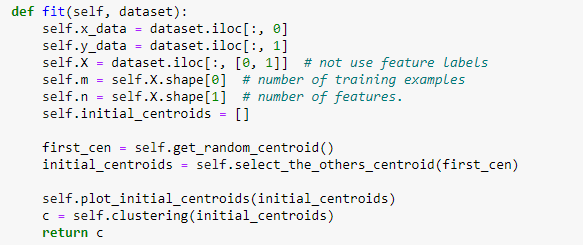 def fit(self, dataset):
    self.x_data = dataset.iloc[:, 0]
    self.y_data = dataset.iloc[:, 1]
    self.X = dataset.iloc[:, [0, 1]]  # not use feature labels
    self.m = self.X.shape[0]  # number of training examples
    self.n = self.X.shape[1]  # number of features.
    self.initial_centroids = []

    first_cen = self.get_random_centroid()
    initial_centroids = self.select_the_others_centroid(first_cen)

    self.plot_initial_centroids(initial_centroids)
    c = self.clustering(initial_centroids)
    return c